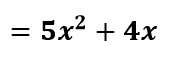 = 5x² + 4x